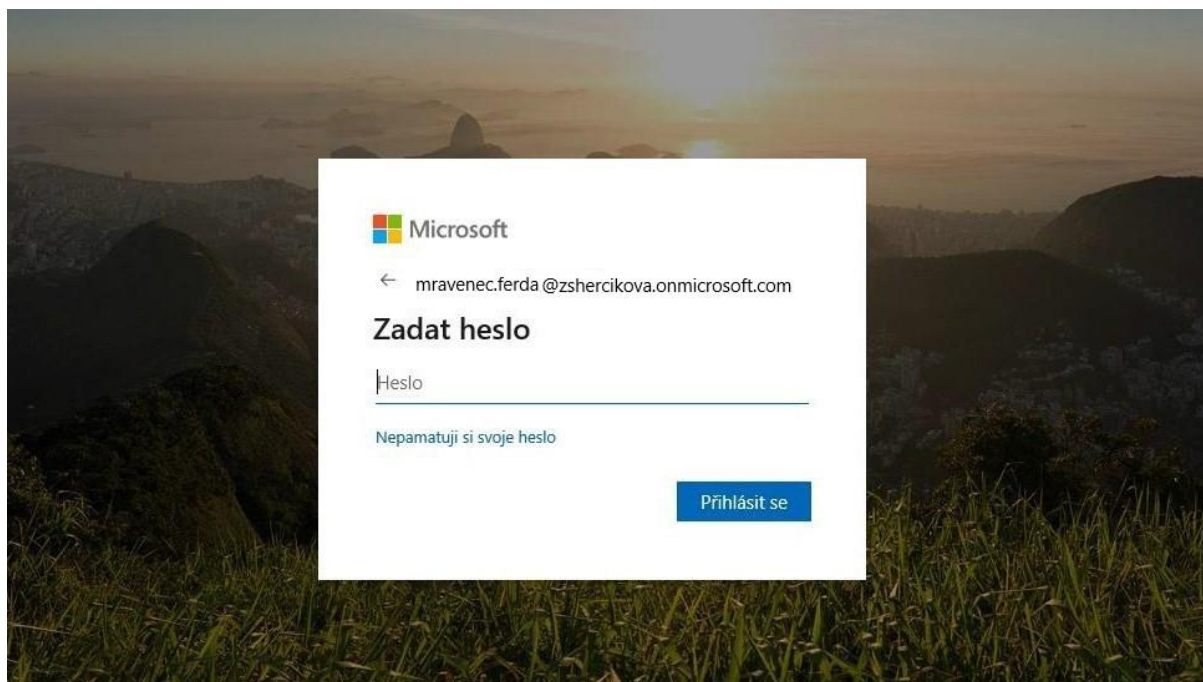 Microsoft
← mravenec.ferda @zshercikova.onmicrosoft.com
Zadat heslo
Heslo
Nepamatuji si svoje heslo
Přihlásit se